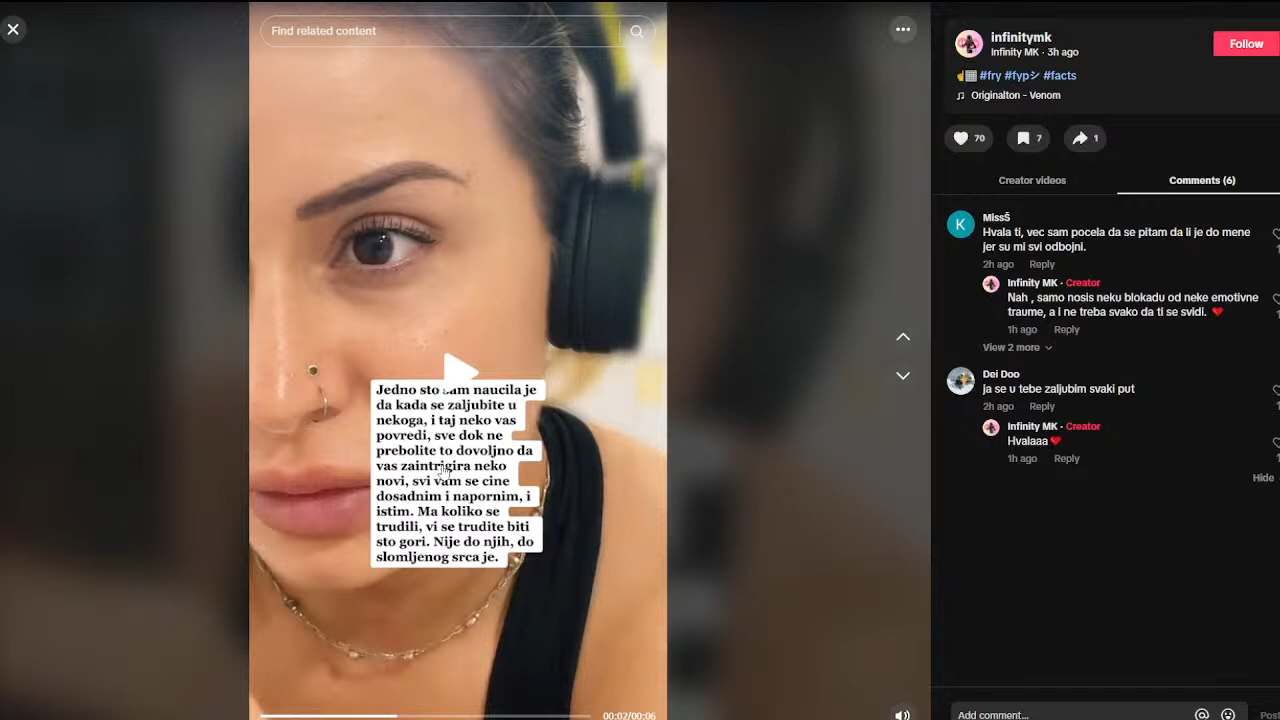 Find related content
Jedno sto sam naucila je
da kada se zaljubite u
nekoga, i taj neko vas
povredi, sve dok ne
prebolite to dovoljno da
vas zaintrigira neko
novi, svi vam se cine
dosadnim i napornim, i
istim. Ma koliko se
trudili, vi se trudite biti
sto gori. Nije do njih, do
slomljenog srca je.
00:02/00:06
infinitymk
Infinity MK · 3h ago
Follow
☝️ #fry #fypシ #facts
♫ Originalton - Venom
70
7
1
Creator videos
Comments (6)
K
MissŠ
Hvala ti, vec sam pocela da se pitam da li je do mene
jer su mi svi odbojni.
2h ago Reply
Infinity MK · Creator
Nah , samo nosis neku blokadu od neke emotivne
traume, a i ne treba svako da ti se svidi. ❤️
1h ago Reply
View 2 more
Dei Doo
ja se u tebe zaljubim svaki put
2h ago Reply
Infinity MK · Creator
Hvalaaa❤️
1h ago Reply
Hide
Add comment...
@